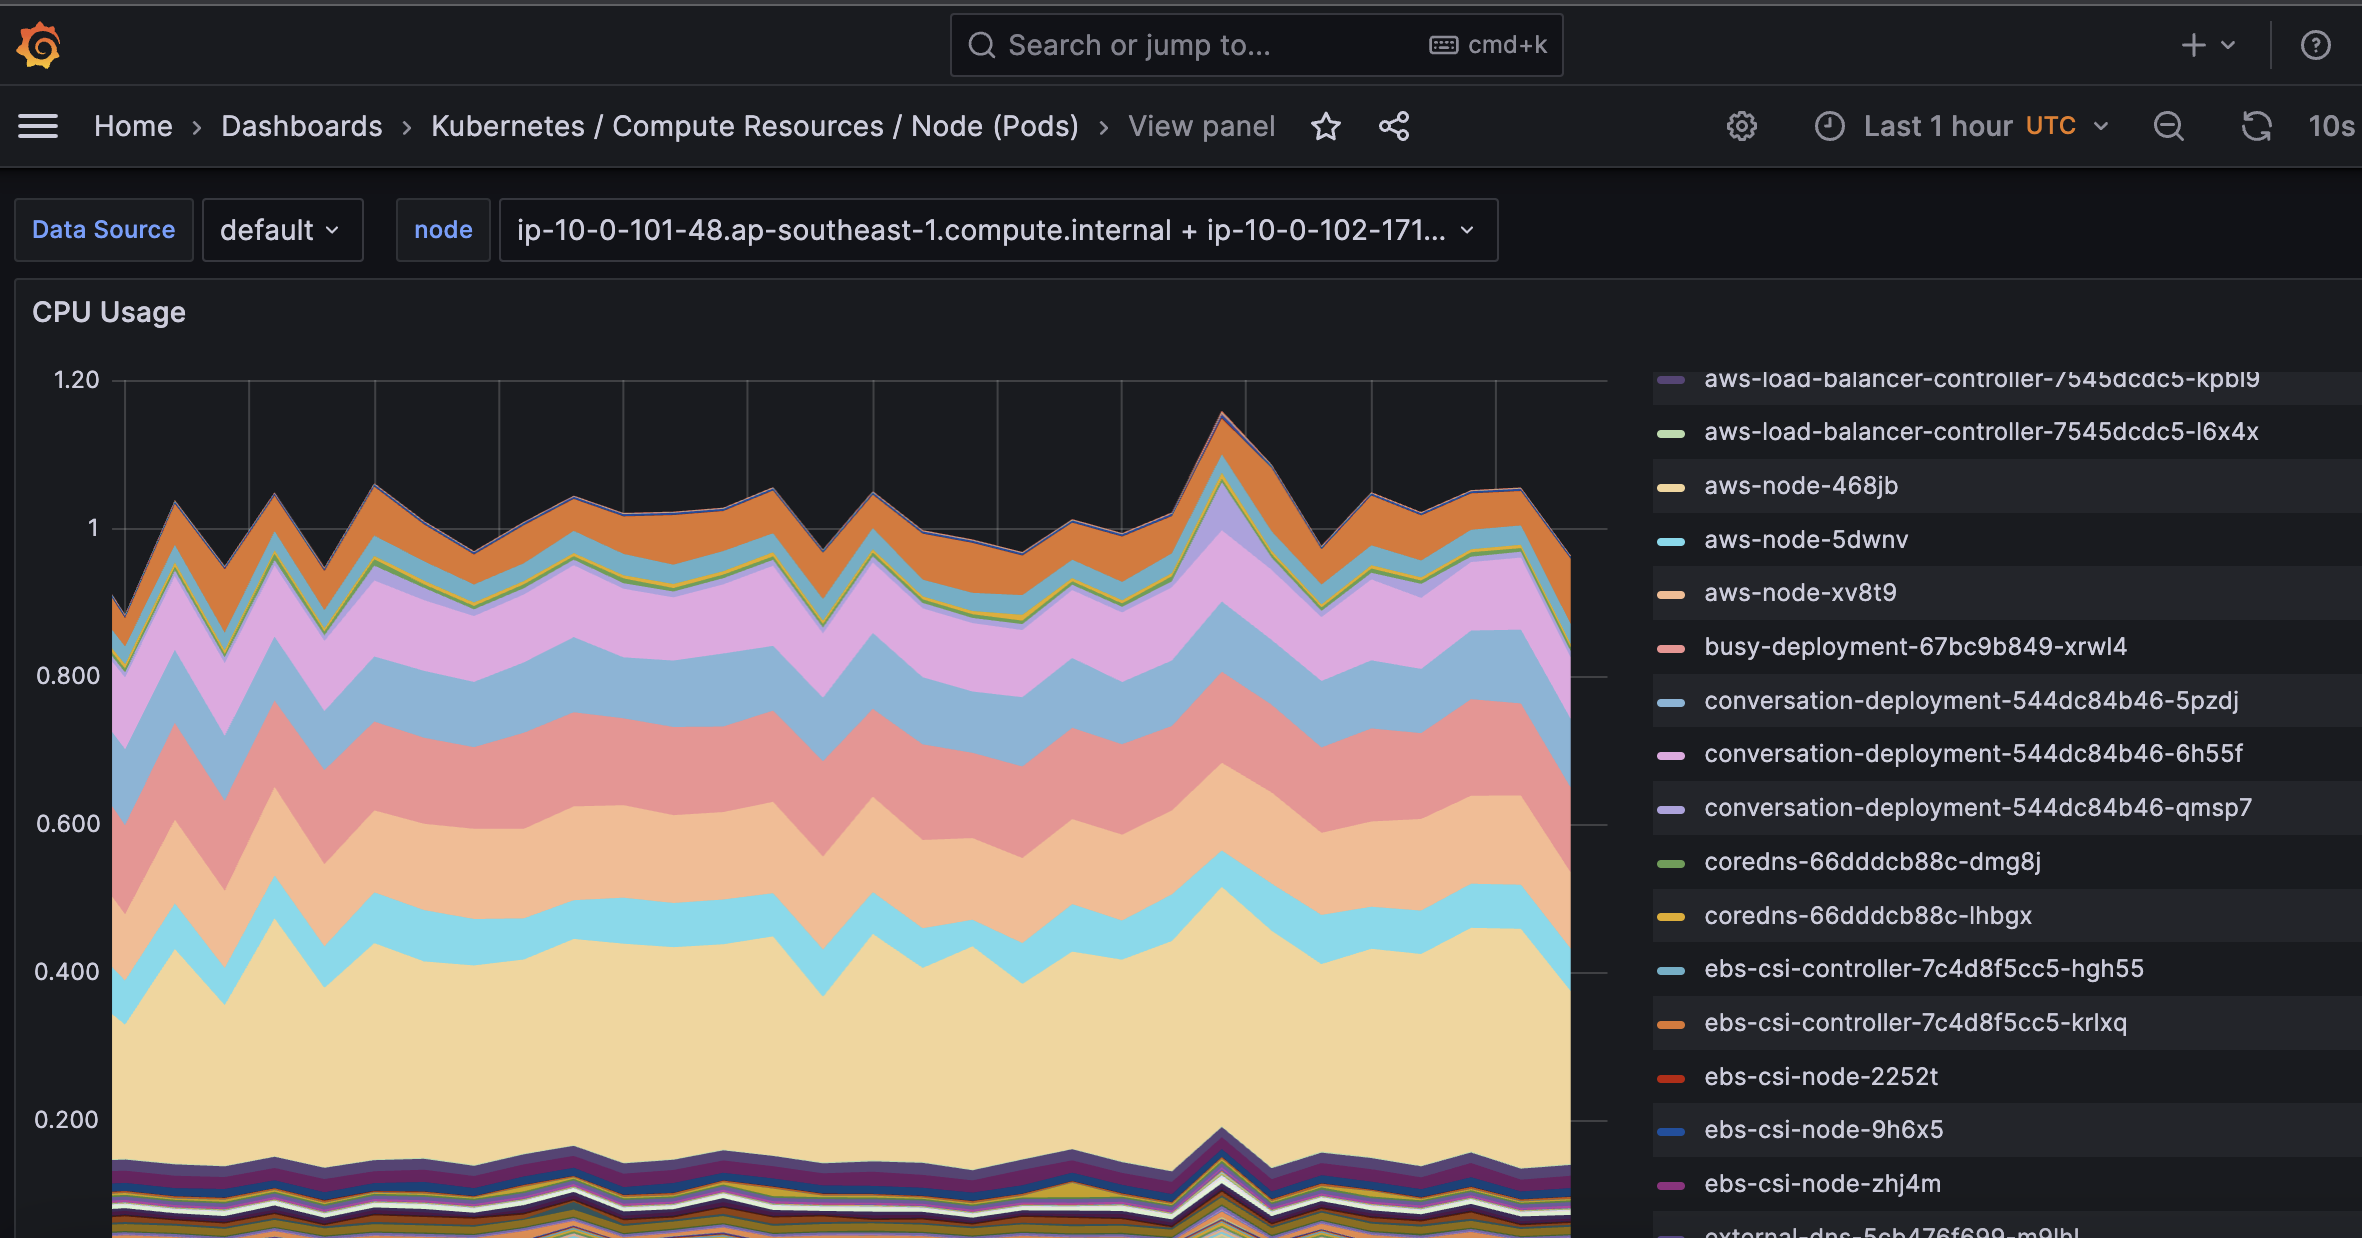 Search or jump to... cmd+k
Home › Dashboards › Kubernetes / Compute Resources / Node (Pods) › View panel
Last 1 hour UTC
10s
Data Source default
node ip-10-0-101-48.ap-southeast-1.compute.internal + ip-10-0-102-171...
CPU Usage
1.20
1
0.800
0.600
0.400
0.200
aws-load-balancer-controller-7545dcdc5-kpbl9
aws-load-balancer-controller-7545dcdc5-l6x4x
aws-node-468jb
aws-node-5dwnv
aws-node-xv8t9
busy-deployment-67bc9b849-xrwl4
conversation-deployment-544dc84b46-5pzdj
conversation-deployment-544dc84b46-6h55f
conversation-deployment-544dc84b46-qmsp7
coredns-66dddcb88c-dmg8j
coredns-66dddcb88c-lhbgx
ebs-csi-controller-7c4d8f5cc5-hgh55
ebs-csi-controller-7c4d8f5cc5-krlxq
ebs-csi-node-2252t
ebs-csi-node-9h6x5
ebs-csi-node-zhj4m